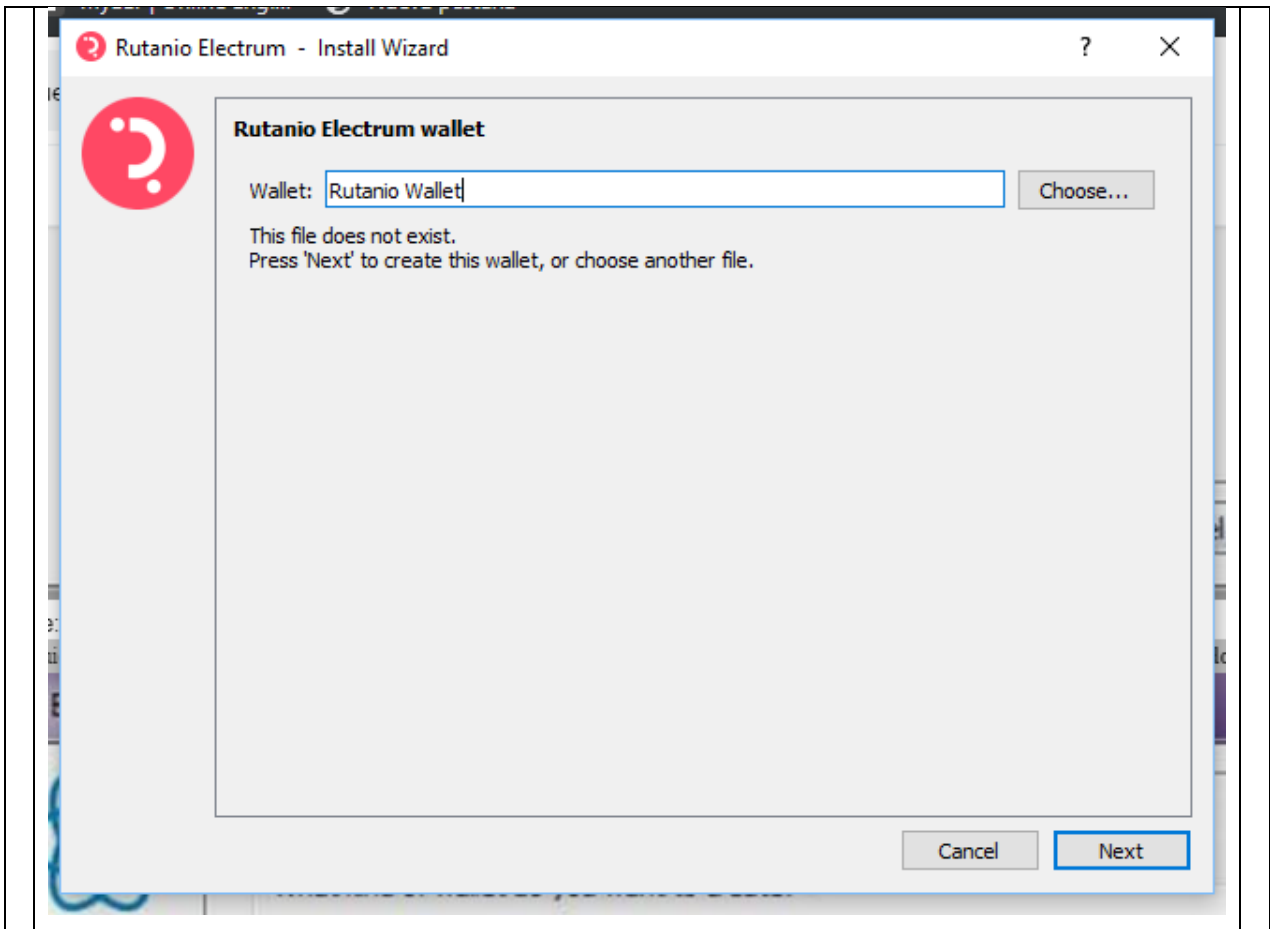 Rutanio Electrum - Install Wizard
?
Rutanio Electrum wallet
Wallet: Rutanio Wallet Choose...
This file does not exist.
Press 'Next' to create this wallet, or choose another file.
Cancel Next